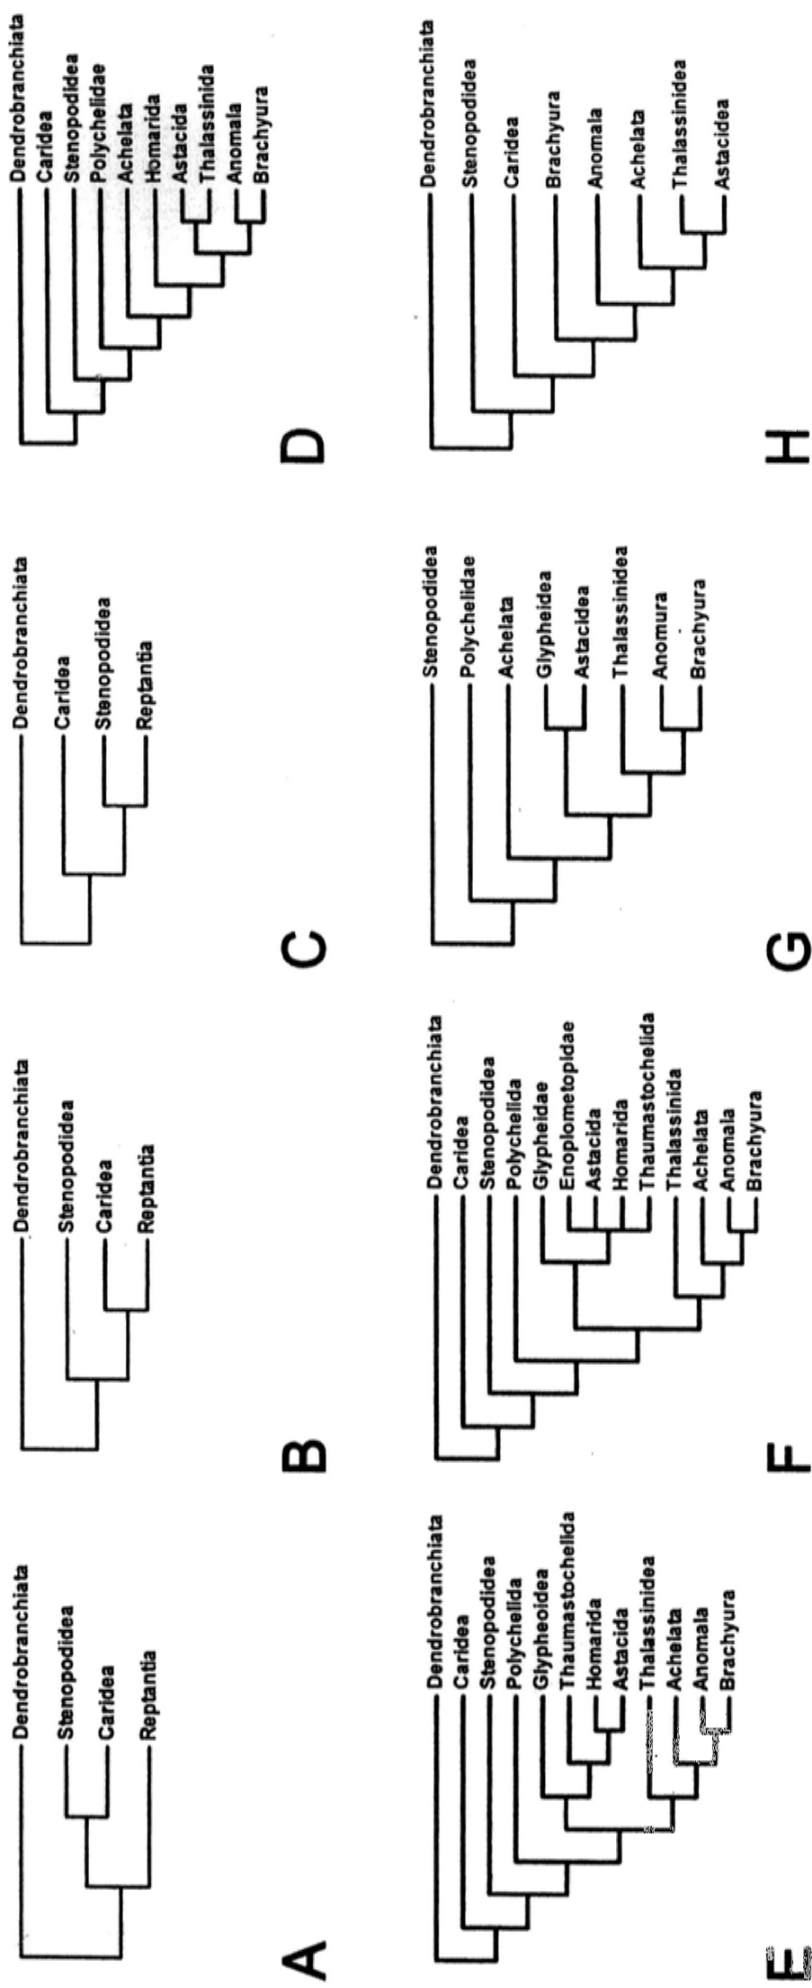 Dendrobranchiata
Stenopodidea
Caridea
Reptantia
A
Dendrobranchiata
Stenopodidea
Caridea
Reptantia
B
Dendrobranchiata
Caridea
Stenopodidea
Reptantia
C
Dendrobranchiata
Caridea
Stenopodidea
Polychelidae
Achelata
Homarida
Astacida
Thalassinida
Anomala
Brachyura
D
Dendrobranchiata
Caridea
Stenopodidea
Polychelida
Glypheoidea
Thaumastochelida
Homarida
Astacida
Thalassinidea
Achelata
Anomala
Brachyura
E
Dendrobranchiata
Caridea
Stenopodidea
Polychelida
Glypheidae
Enoplometopidae
Astacida
Homarida
Thaumastochelida
Thalassinida
Achelata
Anomala
Brachyura
F
Stenopodidea
Polychelidae
Achelata
Glypheidea
Astacidea
Thalassinidea
Anomura
Brachyura
G
Dendrobranchiata
Stenopodidea
Caridea
Brachyura
Anomala
Achelata
Thalassinidea
Astacidea
H